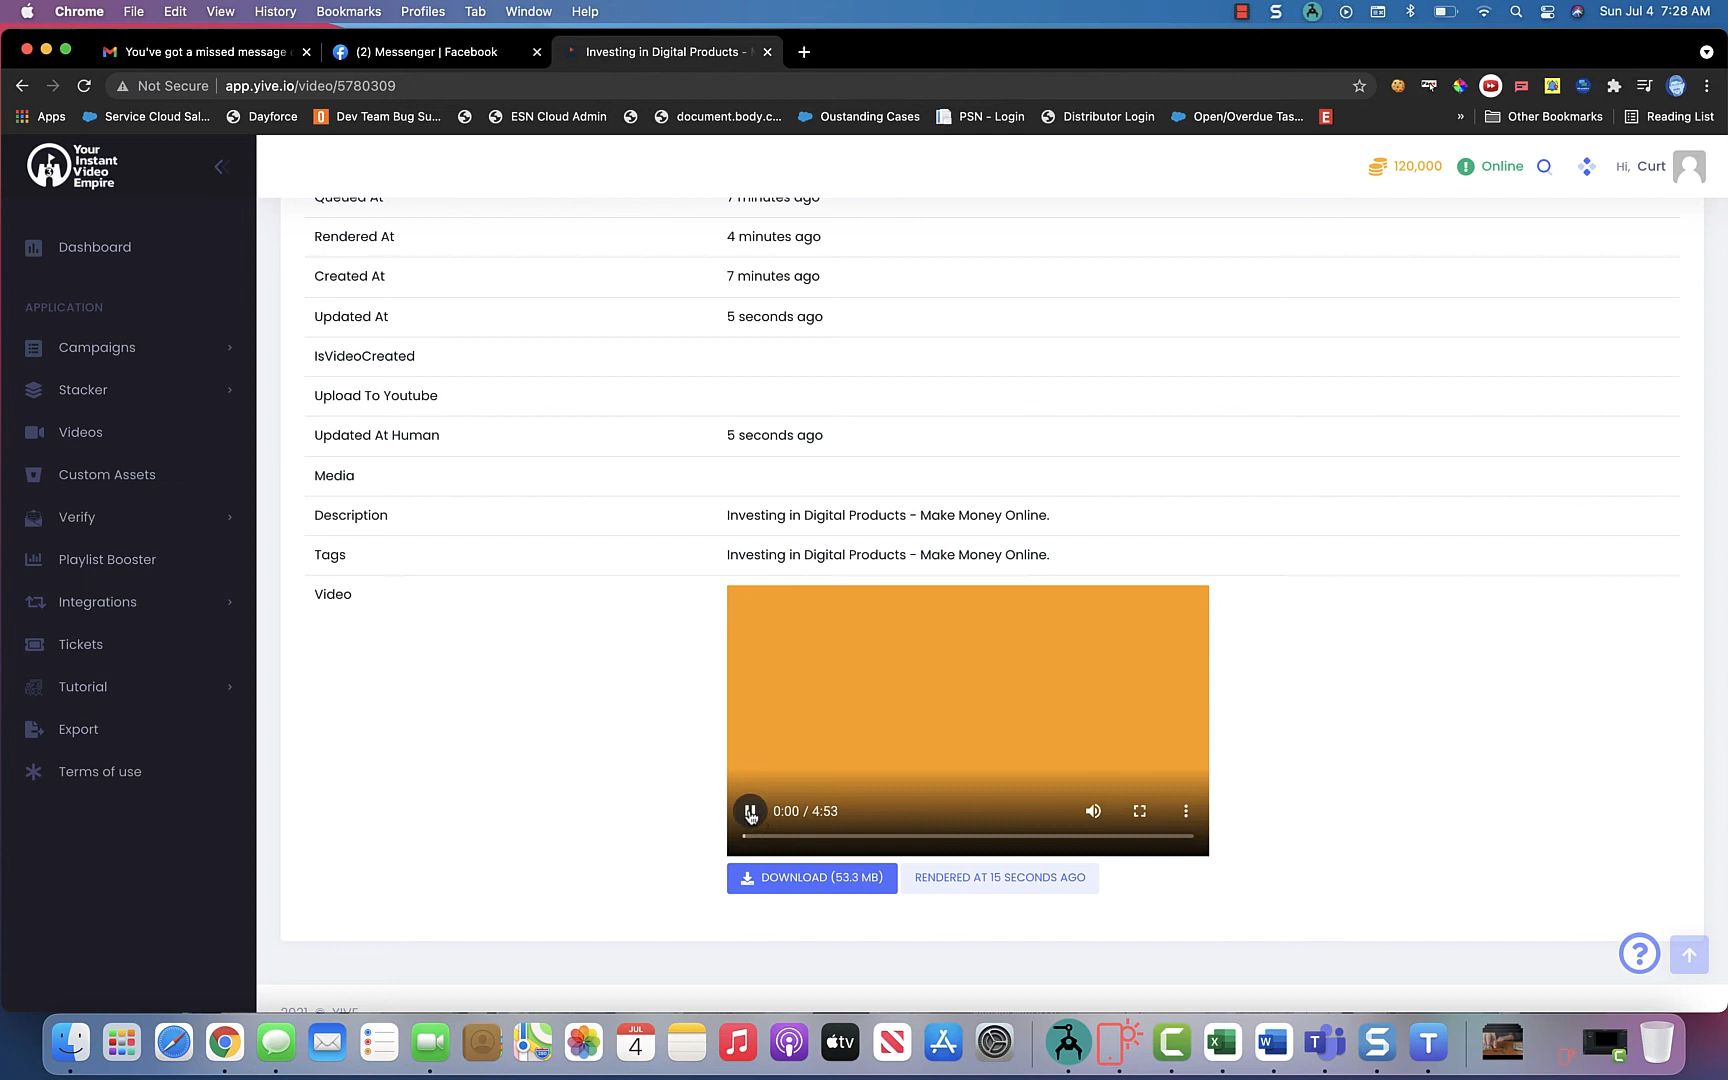 Chrome File Edit View History Bookmarks Profiles Tab Window Help
Sun Jul 4 7:28 AM
You've got a missed message
(2) Messenger | Facebook
Investing in Digital Products -
Not Secure app.yive.io/video/5780309
Apps
Service Cloud Sal...
Dayforce
Dev Team Bug Su...
ESN Cloud Admin
document.body.c...
Oustanding Cases
PSN - Login
Distributor Login
Open/Overdue Tas...
E
»
Other Bookmarks
Reading List
Your
Instant
Video
Empire
120,000
Online
Hi, Curt
Dashboard
APPLICATION
Campaigns
Stacker
Videos
Custom Assets
Verify
Playlist Booster
Integrations
Tickets
Tutorial
Export
Terms of use
Queued At 7 minutes ago
Rendered At 4 minutes ago
Created At 7 minutes ago
Updated At 5 seconds ago
IsVideoCreated
Upload To Youtube
Updated At Human 5 seconds ago
Media
Description Investing in Digital Products - Make Money Online.
Tags Investing in Digital Products - Make Money Online.
Video
0:00 / 4:53
DOWNLOAD (53.3 MB)
RENDERED AT 15 SECONDS AGO
?
2021 © YIVE
JUL
4
tv